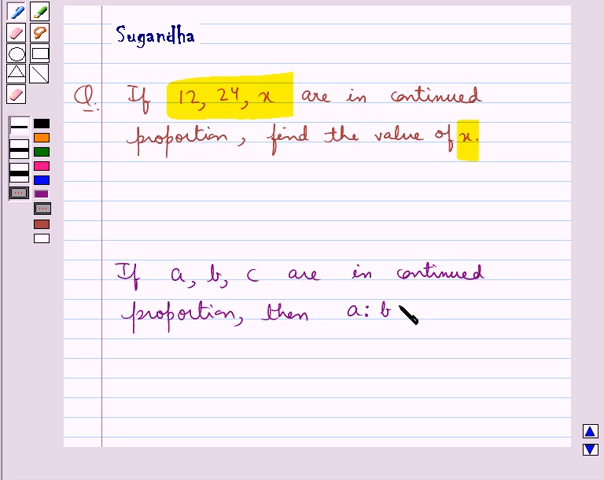 Sugandha
Q. If 12, 24, x are in continued
proportion, find the value of x.
If a, b, c are in continued
proportion, then a : b